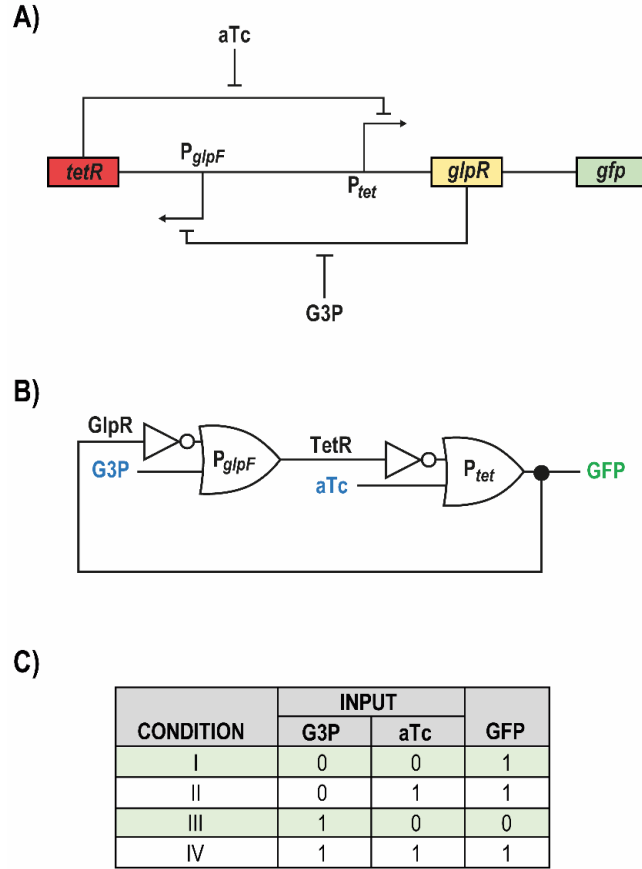 A)
aTc
tetR
PglpF
Ptet
glpR
gfp
G3P
B)
GlpR
G3P
PglpF
TetR
aTc
Ptet
GFP
C)
CONDITION INPUT GFP
G3P aTc
I 0 0 1
II 0 1 1
III 1 0 0
IV 1 1 1